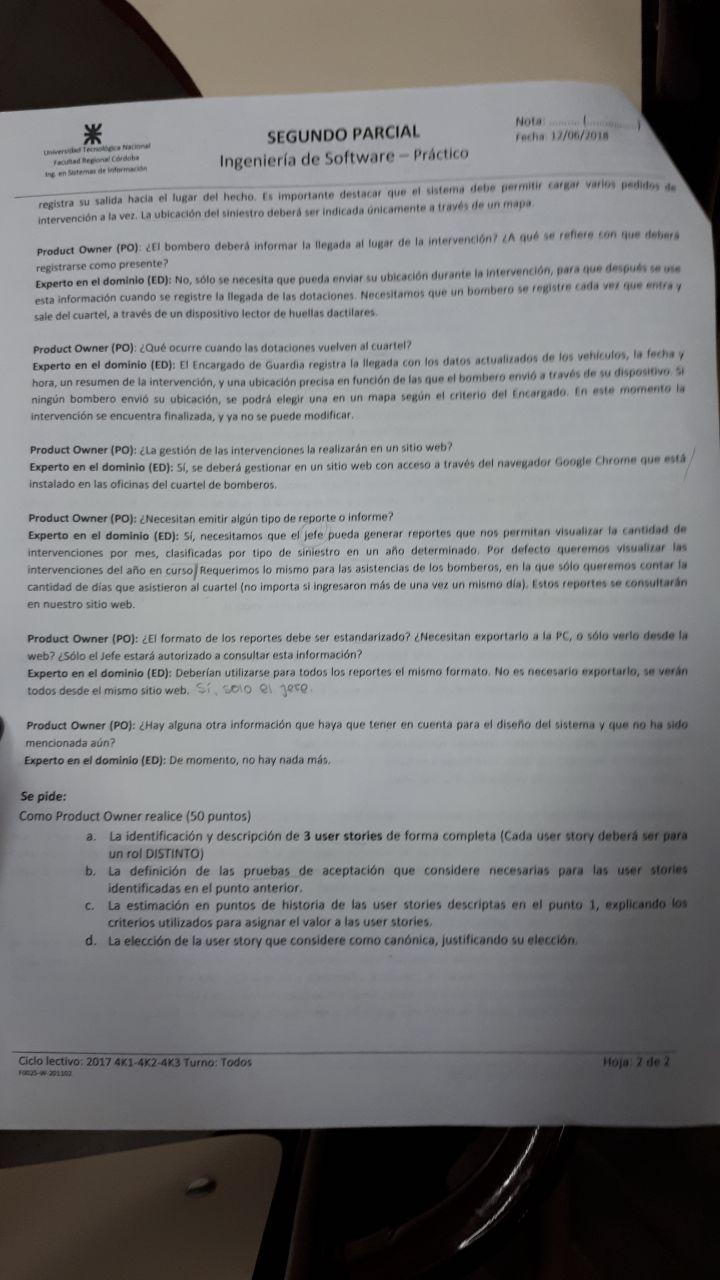 Universidad Tecnológica Nacional
Facultad Regional Córdoba
Ing. en Sistemas de Información
SEGUNDO PARCIAL
Ingeniería de Software – Práctico
Nota: ......... (..............)
Fecha: 12/06/2018
registra su salida hacia el lugar del hecho. Es importante destacar que el sistema debe permitir cargar varios pedidos de
intervención a la vez. La ubicación del siniestro deberá ser indicada únicamente a través de un mapa.
Product Owner (PO): ¿El bombero deberá informar la llegada al lugar de la intervención? ¿A qué se refiere con que deberá
registrarse como presente?
Experto en el dominio (ED): No, sólo se necesita que pueda enviar su ubicación durante la intervención, para que después se use
esta información cuando se registre la llegada de las dotaciones. Necesitamos que un bombero se registre cada vez que entra y
sale del cuartel, a través de un dispositivo lector de huellas dactilares.
Product Owner (PO): ¿Qué ocurre cuando las dotaciones vuelven al cuartel?
Experto en el dominio (ED): El Encargado de Guardia registra la llegada con los datos actualizados de los vehículos, la fecha y
hora, un resumen de la intervención, y una ubicación precisa en función de las que el bombero envió a través de su dispositivo. Si
ningún bombero envió su ubicación, se podrá elegir una en un mapa según el criterio del Encargado. En este momento la
intervención se encuentra finalizada, y ya no se puede modificar.
Product Owner (PO): ¿La gestión de las intervenciones la realizarán en un sitio web?
Experto en el dominio (ED): Sí, se deberá gestionar en un sitio web con acceso a través del navegador Google Chrome que está
instalado en las oficinas del cuartel de bomberos.
Product Owner (PO): ¿Necesitan emitir algún tipo de reporte o informe?
Experto en el dominio (ED): Sí, necesitamos que el jefe pueda generar reportes que nos permitan visualizar la cantidad de
intervenciones por mes, clasificadas por tipo de siniestro en un año determinado. Por defecto queremos visualizar las
intervenciones del año en curso. Requerimos lo mismo para las asistencias de los bomberos, en la que sólo queremos contar la
cantidad de días que asistieron al cuartel (no importa si ingresaron más de una vez un mismo día). Estos reportes se consultarán
en nuestro sitio web.
Product Owner (PO): ¿El formato de los reportes debe ser estandarizado? ¿Necesitan exportarlo a la PC, o sólo verlo desde la
web? ¿Sólo el Jefe estará autorizado a consultar esta información?
Experto en el dominio (ED): Deberían utilizarse para todos los reportes el mismo formato. No es necesario exportarlo, se verán
todos desde el mismo sitio web. Sí, solo el jefe.
Product Owner (PO): ¿Hay alguna otra información que haya que tener en cuenta para el diseño del sistema y que no ha sido
mencionada aún?
Experto en el dominio (ED): De momento, no hay nada más.
Se pide:
Como Product Owner realice (50 puntos)
a. La identificación y descripción de 3 user stories de forma completa (Cada user story deberá ser para
un rol DISTINTO)
b. La definición de las pruebas de aceptación que considere necesarias para las user stories
identificadas en el punto anterior.
c. La estimación en puntos de historia de las user stories descriptas en el punto 1, explicando los
criterios utilizados para asignar el valor a las user stories.
d. La elección de la user story que considere como canónica, justificando su elección.
Ciclo lectivo: 2017 4K1-4K2-4K3 Turno: Todos
F0025-W-201102
Hoja: 2 de 2